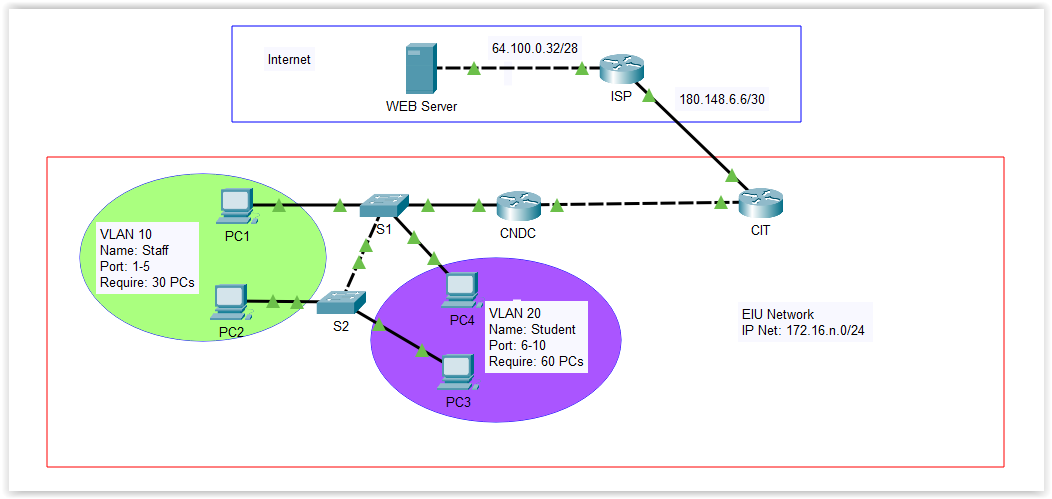 Internet
64.100.0.32/28
WEB Server
ISP
180.148.6.6/30
PC1
S1
CNDC
CIT
VLAN 10
Name: Staff
Port: 1-5
Require: 30 PCs
PC2
S2
PC4
VLAN 20
Name: Student
Port: 6-10
Require: 60 PCs
PC3
EIU Network
IP Net: 172.16.n.0/24